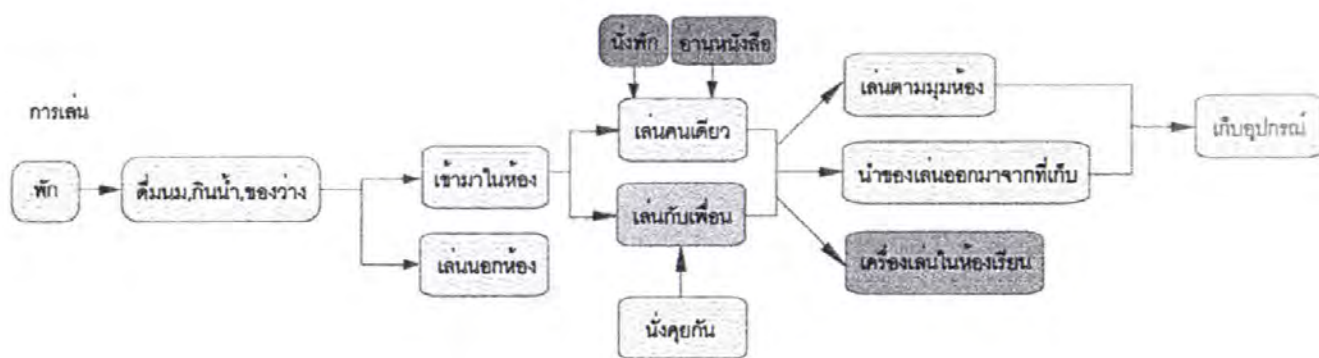 การเล่น
พัก
ดื่มนม,กินน้ำ,ของว่าง
เข้ามาในห้อง
เล่นนอกห้อง
นั่งพัก
อ่านหนังสือ
เล่นคนเดียว
เล่นกับเพื่อน
นั่งคุยกัน
เล่นตามมุมห้อง
นำของเล่นออกมาจากที่เก็บ
เครื่องเล่นในห้องเรียน
เก็บอุปกรณ์